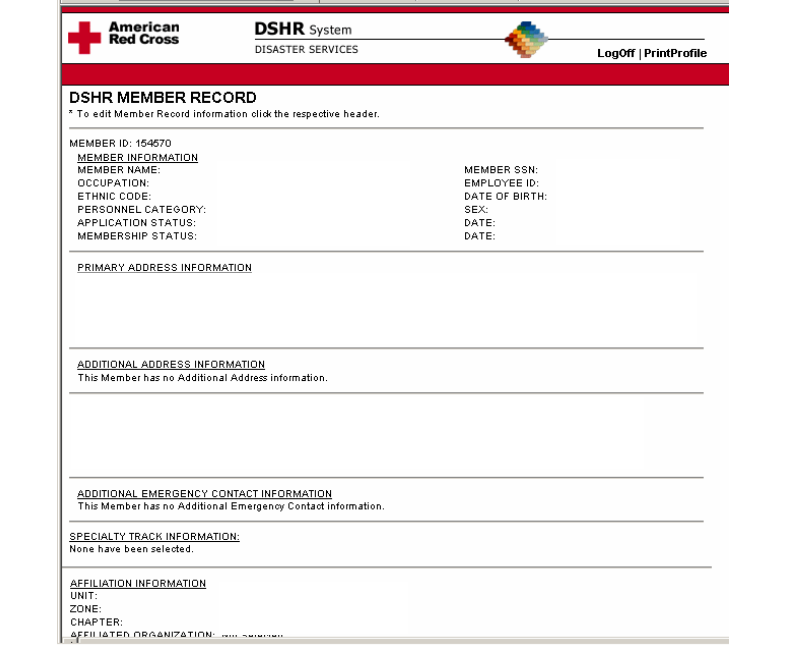 American
Red Cross
DSHR System
DISASTER SERVICES
LogOff | PrintProfile
DSHR MEMBER RECORD
* To edit Member Record information click the respective header.
MEMBER ID: 154570
MEMBER INFORMATION
MEMBER NAME: MEMBER SSN:
OCCUPATION: EMPLOYEE ID:
ETHNIC CODE: DATE OF BIRTH:
PERSONNEL CATEGORY: SEX:
APPLICATION STATUS: DATE:
MEMBERSHIP STATUS: DATE:
PRIMARY ADDRESS INFORMATION
ADDITIONAL ADDRESS INFORMATION
This Member has no Additional Address information.
ADDITIONAL EMERGENCY CONTACT INFORMATION
This Member has no Additional Emergency Contact information.
SPECIALTY TRACK INFORMATION:
None have been selected.
AFFILIATION INFORMATION
UNIT:
ZONE:
CHAPTER:
AFFILIATED ORGANIZATION: Not selected